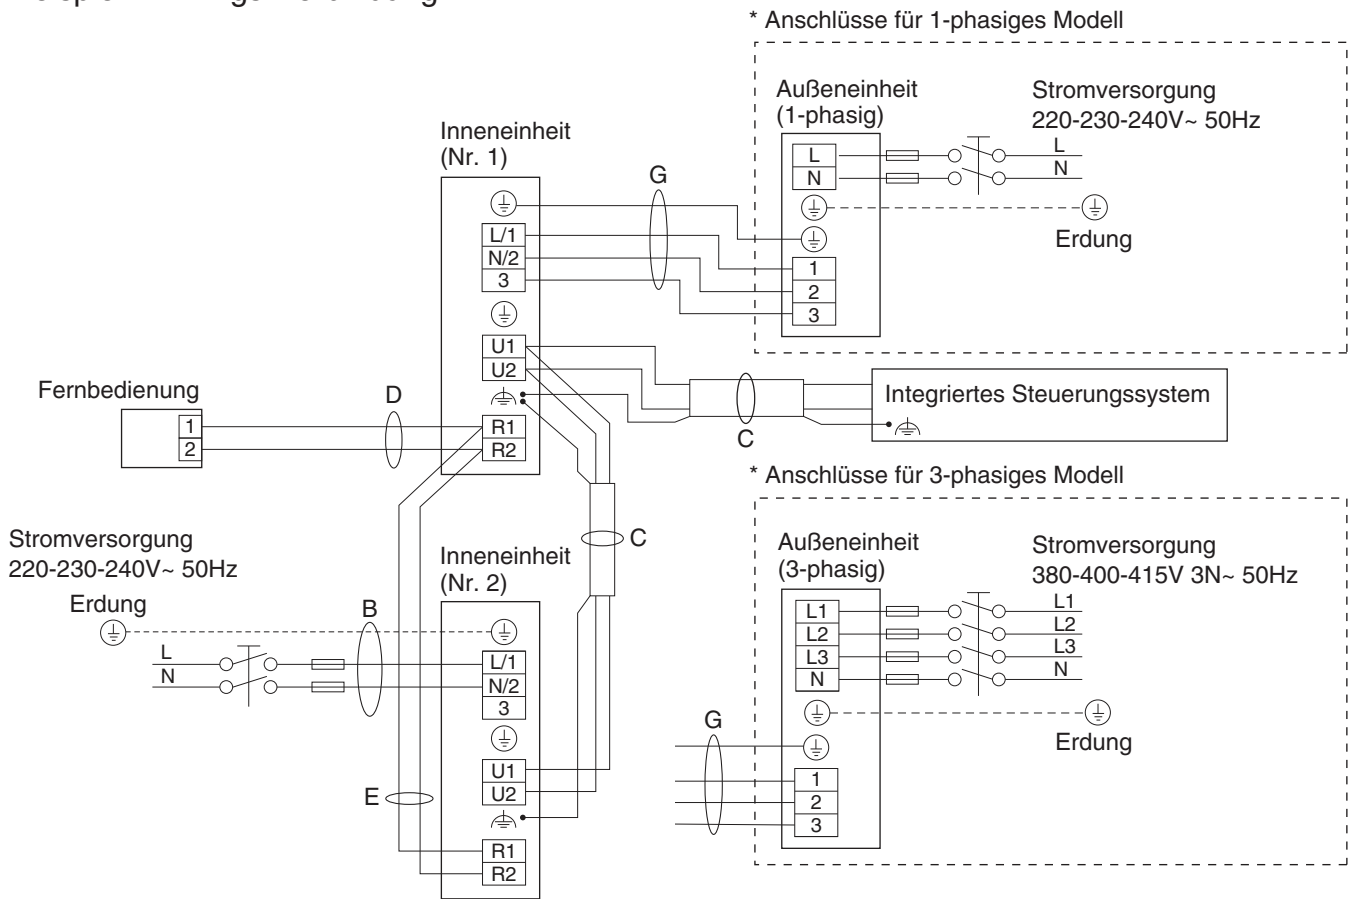 * Anschlüsse für 1-phasiges Modell
Außeneinheit
(1-phasig)
Stromversorgung
220-230-240V~ 50Hz
L
N
L
N
Erdung
1
2
3
Inneneinheit
(Nr. 1)
G
L/1
N/2
3
U1
U2
R1
R2
Fernbedienung
1
2
D
C
Integriertes Steuerungssystem
* Anschlüsse für 3-phasiges Modell
Außeneinheit
(3-phasig)
Stromversorgung
380-400-415V 3N~ 50Hz
L1
L2
L3
N
L1
L2
L3
N
Erdung
G
1
2
3
C
Stromversorgung
220-230-240V~ 50Hz
Erdung
L
N
B
Inneneinheit
(Nr. 2)
L/1
N/2
3
U1
U2
E
R1
R2